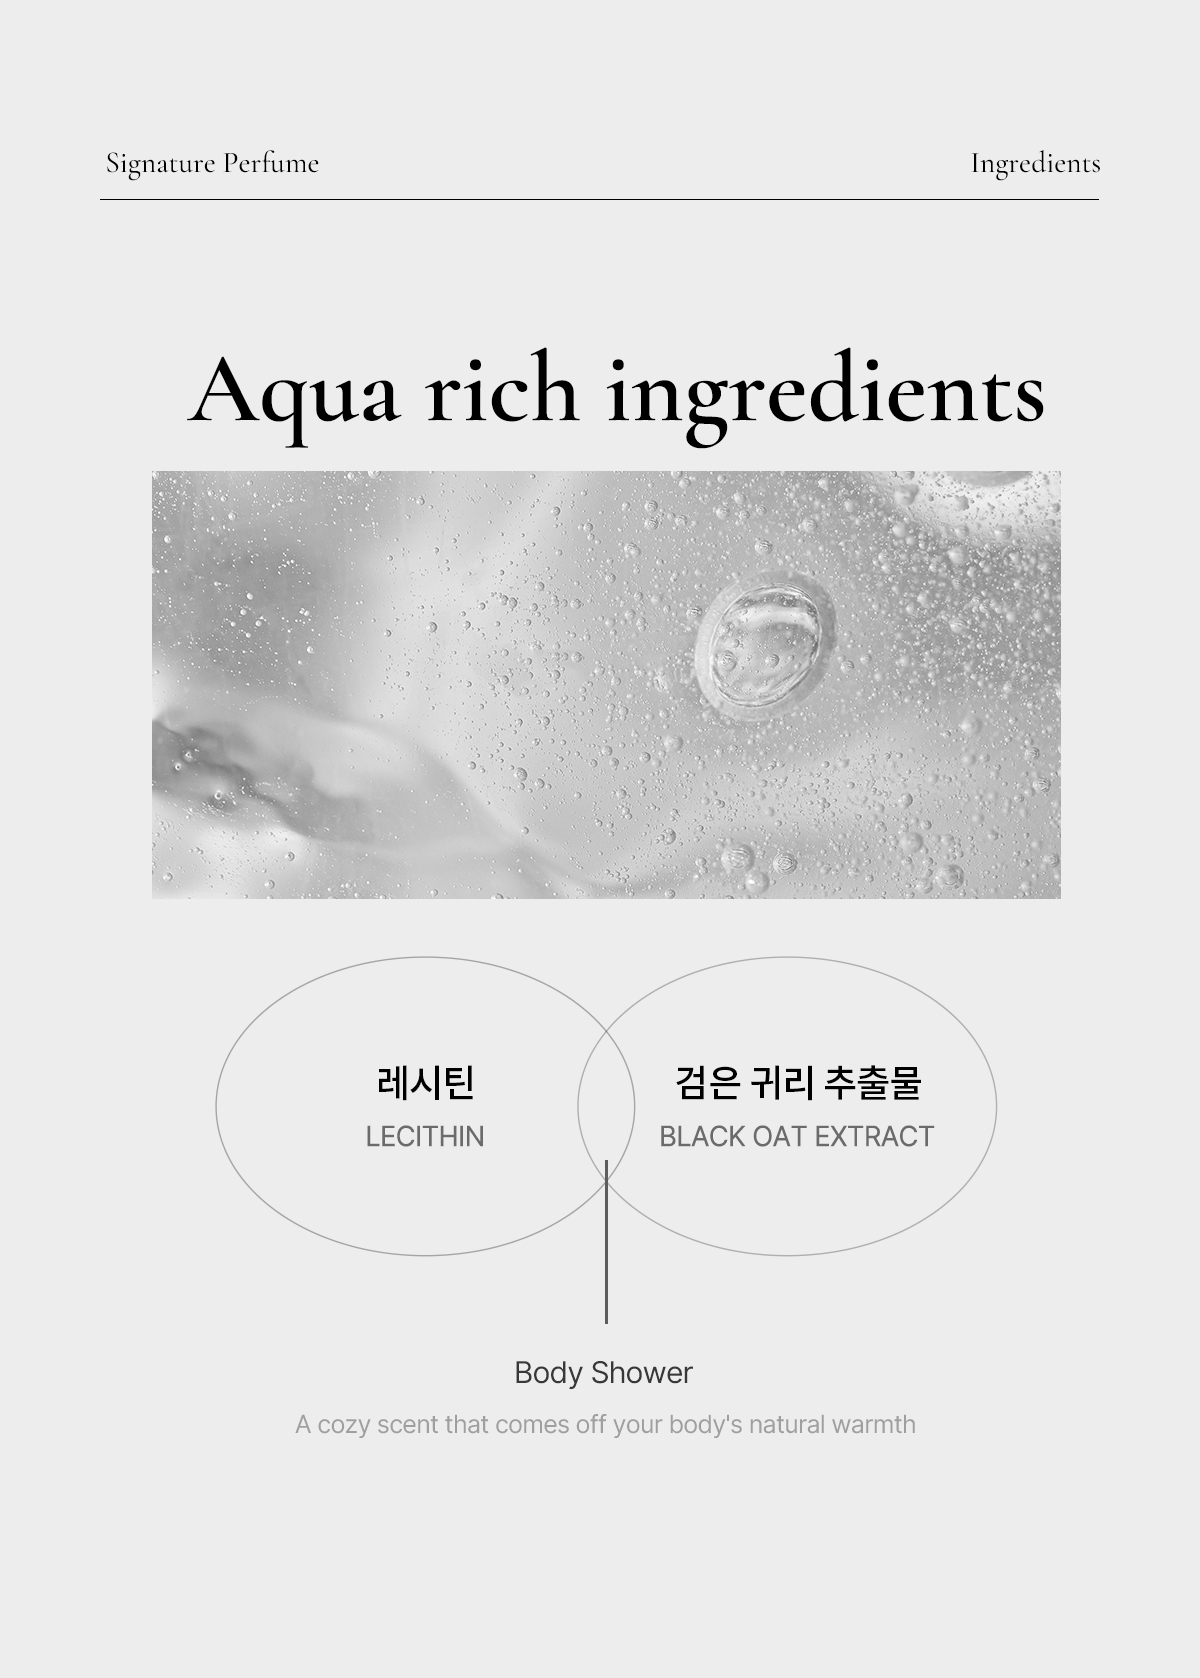 Signature Perfume
Ingredients
Aqua rich ingredients
레시틴
LECITHIN
검은 귀리 추출물
BLACK OAT EXTRACT
Body Shower
A cozy scent that comes off your body's natural warmth